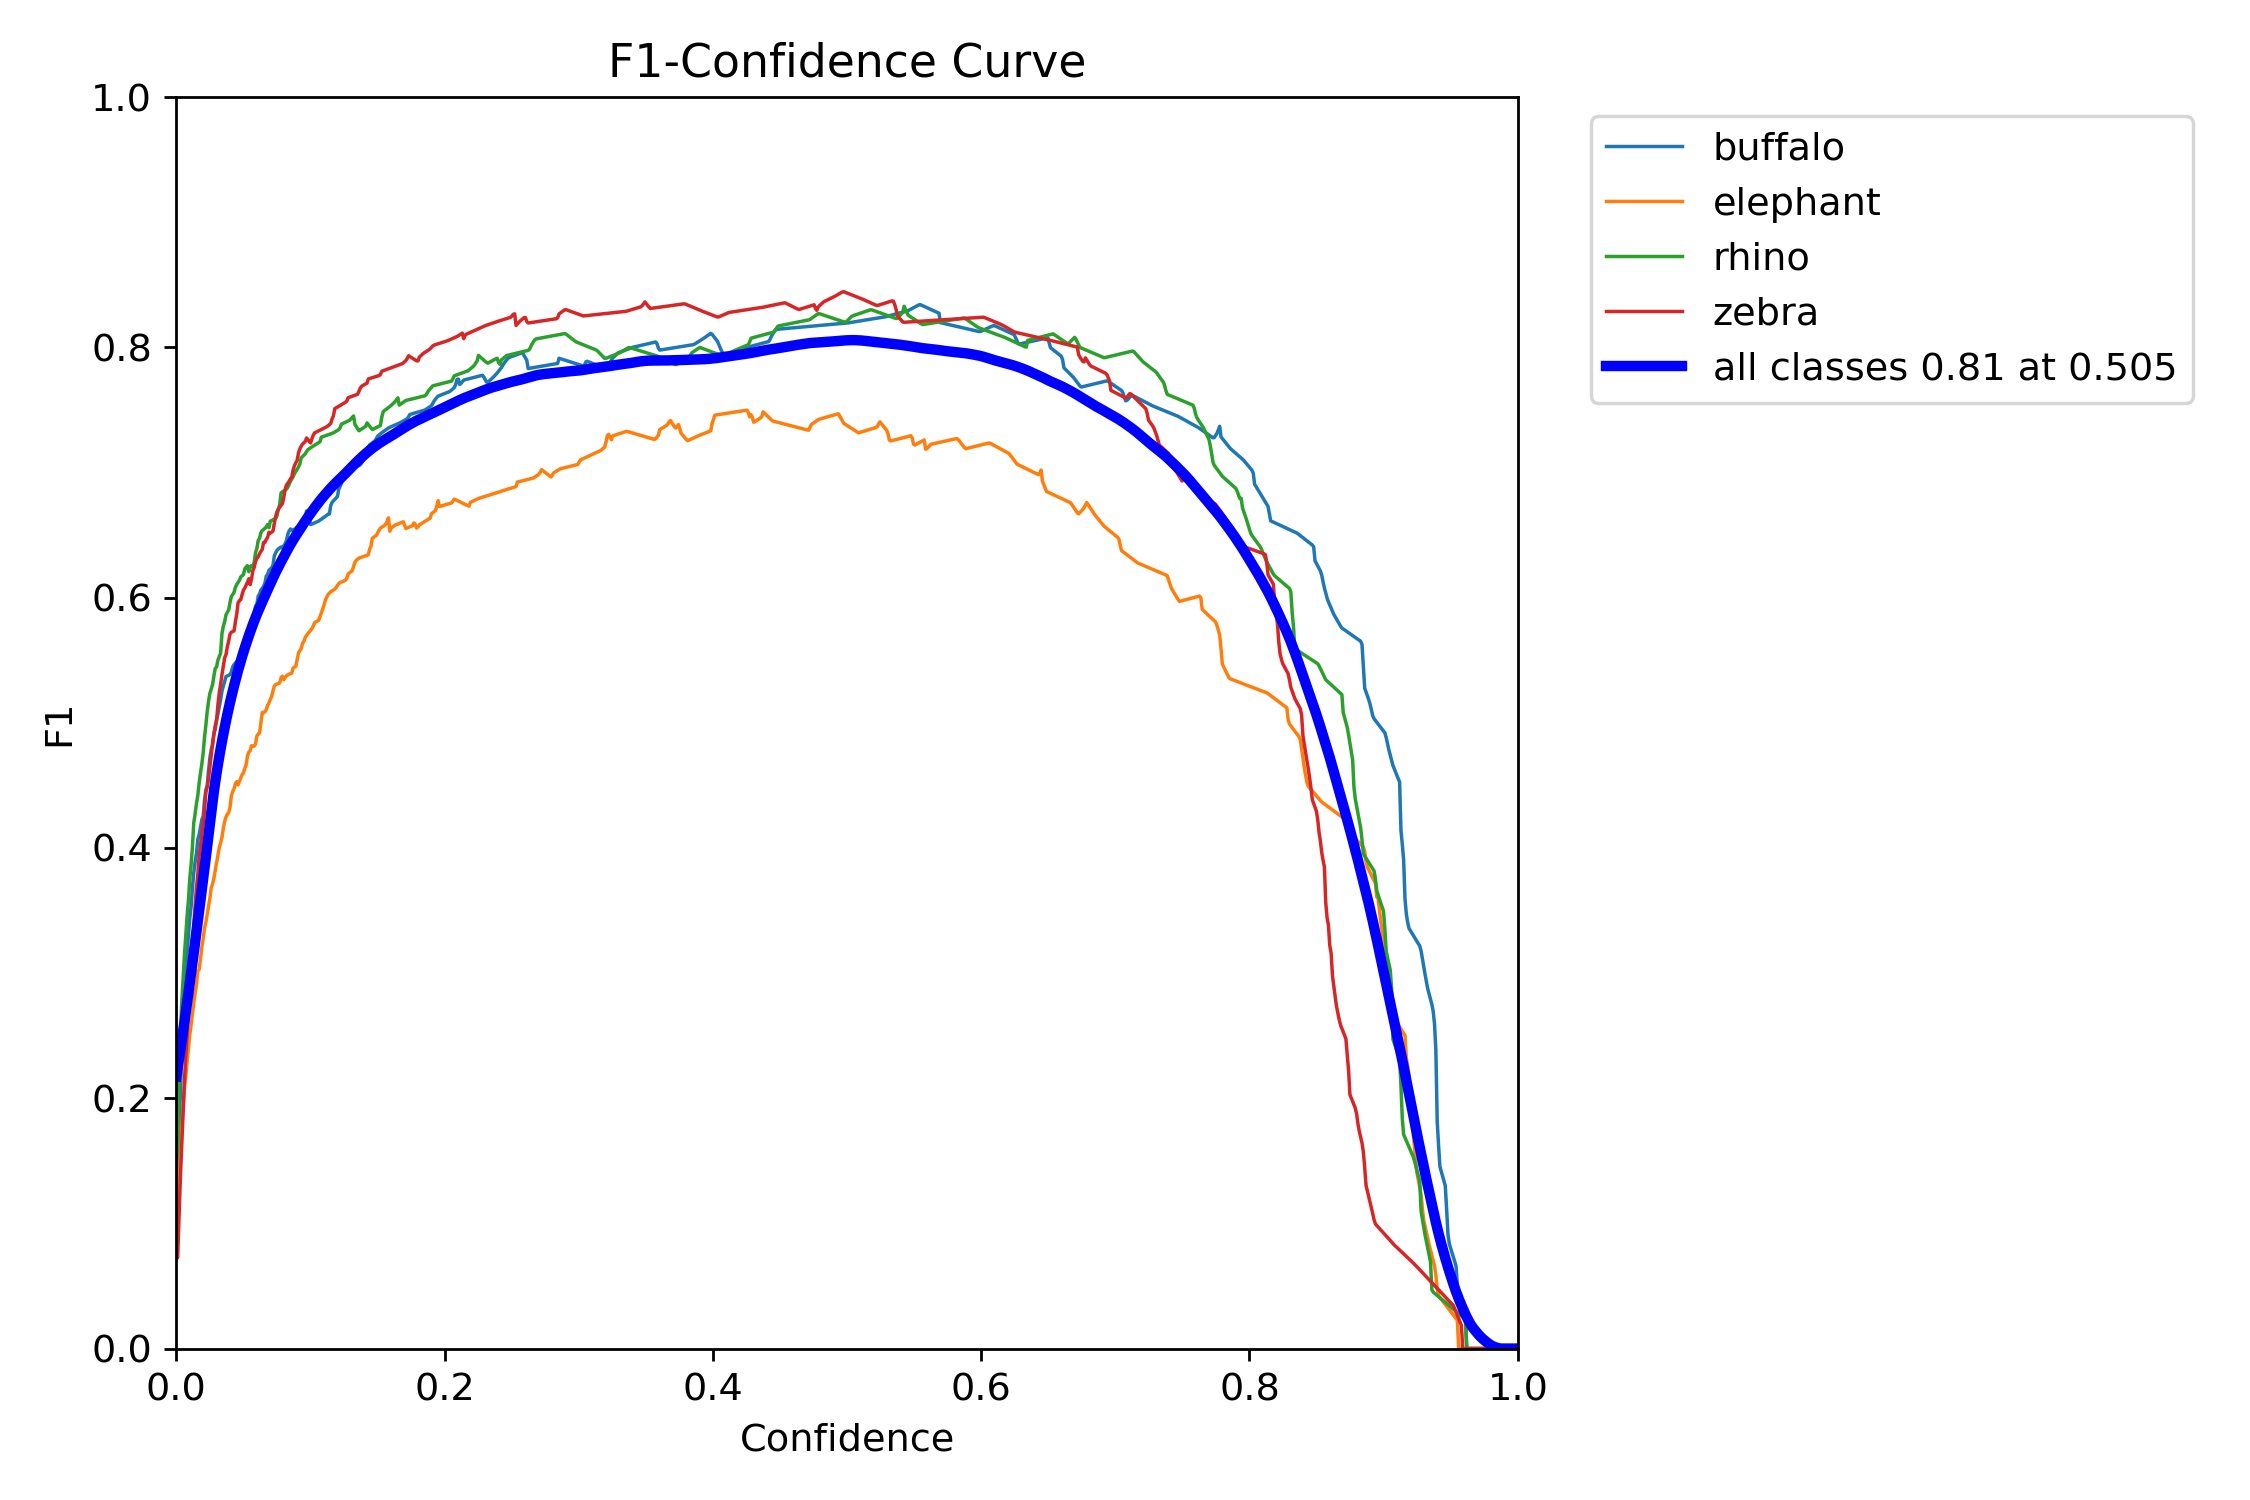 F1-Confidence Curve
1.0
0.8
0.6
0.4
0.2
0.0
F1
0.0 0.2 0.4 0.6 0.8 1.0
Confidence
buffalo
elephant
rhino
zebra
all classes 0.81 at 0.505